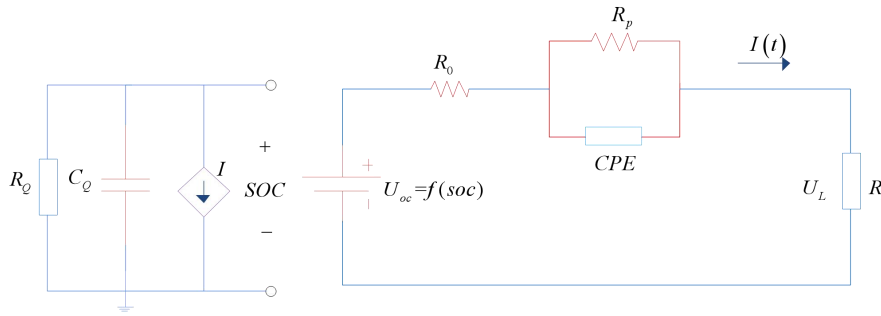 R_p
I(t)
R_0
+
I
R_Q
C_Q
SOC
+
U_oc=f(soc)
CPE
U_L
R
−